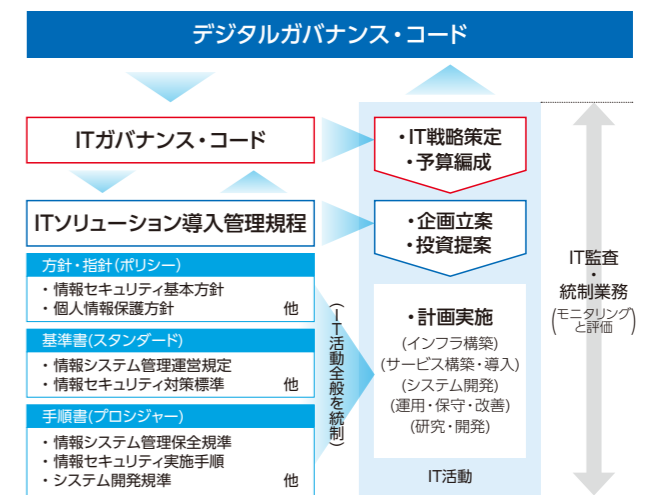 デジタルガバナンス・コード
ITガバナンス・コード
・IT戦略策定
・予算編成
ITソリューション導入管理規程
・企画立案
・投資提案
方針・指針(ポリシー)
・情報セキュリティ基本方針
・個人情報保護方針 他
基準書(スタンダード)
・情報システム管理運営規定
・情報セキュリティ対策標準 他
手順書(プロシジャー)
・情報システム管理保全規準
・情報セキュリティ実施手順
・システム開発規準 他
(IT活動全般を統制)
・計画実施
(インフラ構築)
(サービス構築・導入)
(システム開発)
(運用・保守・改善)
(研究・開発)
IT活動
IT監査
・
統制業務
(モニタリング
と評価)